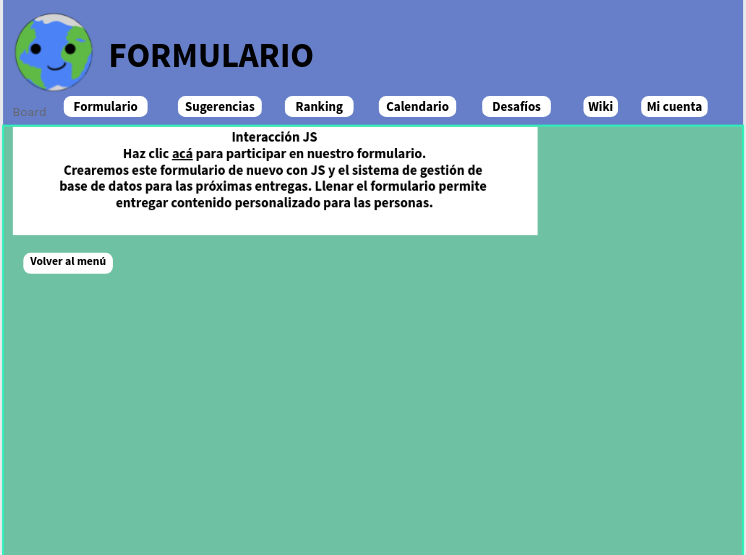 FORMULARIO
Board
Formulario
Sugerencias
Ranking
Calendario
Desafíos
Wiki
Mi cuenta
Interacción JS
Haz clic acá para participar en nuestro formulario.
Crearemos este formulario de nuevo con JS y el sistema de gestión de
base de datos para las próximas entregas. Llenar el formulario permite
entregar contenido personalizado para las personas.
Volver al menú